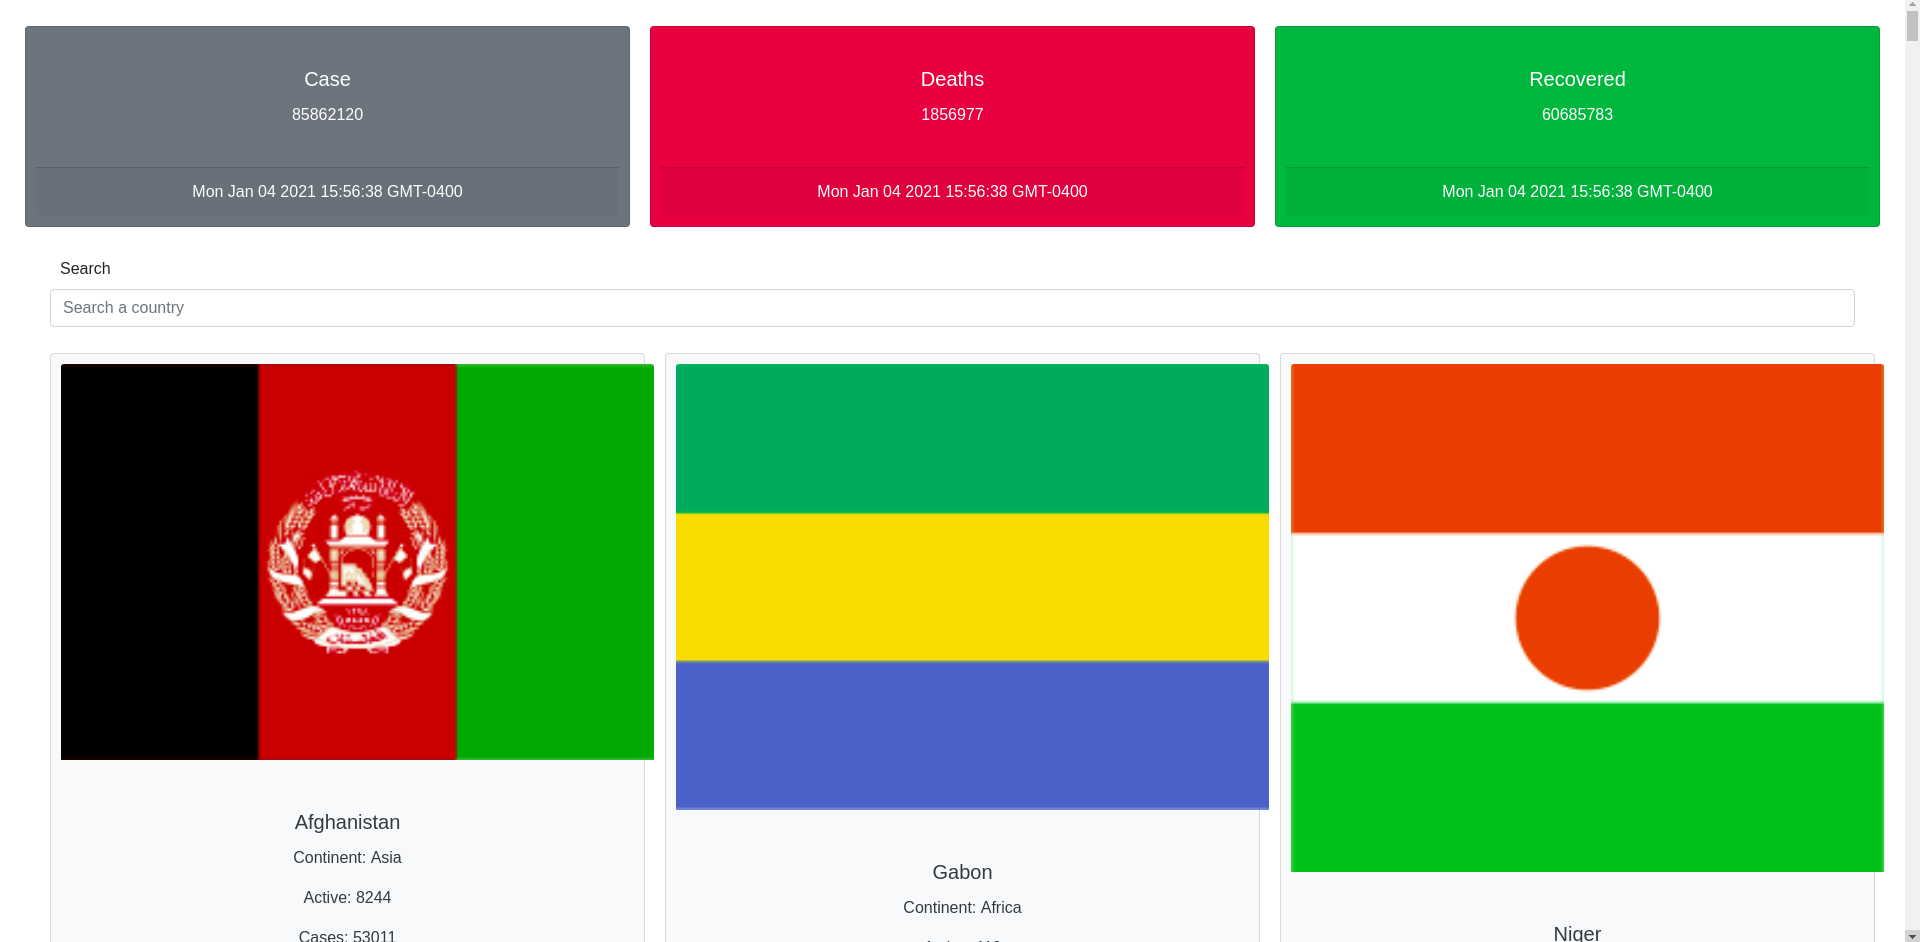 Case
85862120
Mon Jan 04 2021 15:56:38 GMT-0400
Deaths
1856977
Mon Jan 04 2021 15:56:38 GMT-0400
Recovered
60685783
Mon Jan 04 2021 15:56:38 GMT-0400
Search
Search a country
Afghanistan
Continent: Asia
Active: 8244
Cases: 53011
Gabon
Continent: Africa
Niger